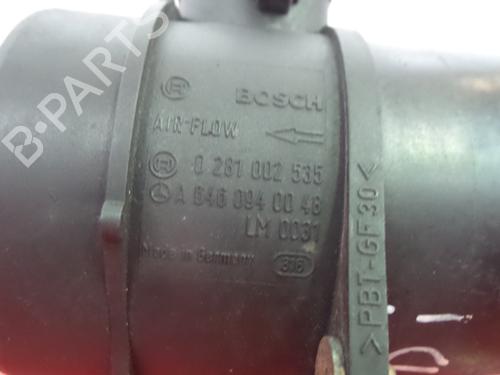 BOSCH
AIR-FLOW
0 281 002 535
A 646 094 00 48
LM 0031
Made in Germany 316
>PBT-GF30<
B-PARTS